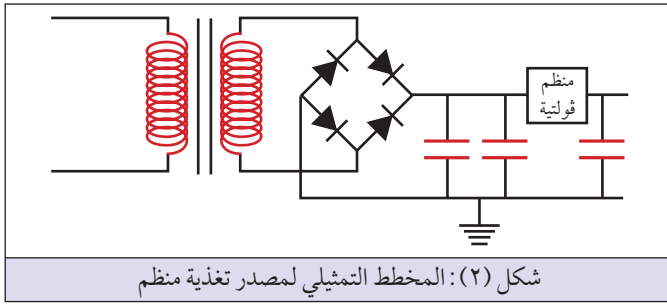 منظم
ڤولتية
شكل (٢): المخطط التمثيلي لمصدر تغذية منظم